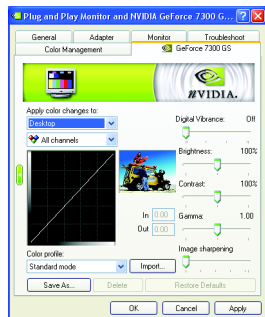 Plug and Play Monitor and NVIDIA GeForce 7300 G...
General
Adapter
Monitor
Troubleshoot
Color Management
GeForce 7300 GS
NVIDIA.
Apply color changes to:
Desktop
All channels
Digital Vibrance: Off
Brightness: 100%
Contrast: 100%
In 0.00
Out 0.00
Gamma: 1.00
Color profile:
Standard mode
Import...
Image sharpening
Save As...
Delete
Restore Defaults
OK
Cancel
Apply